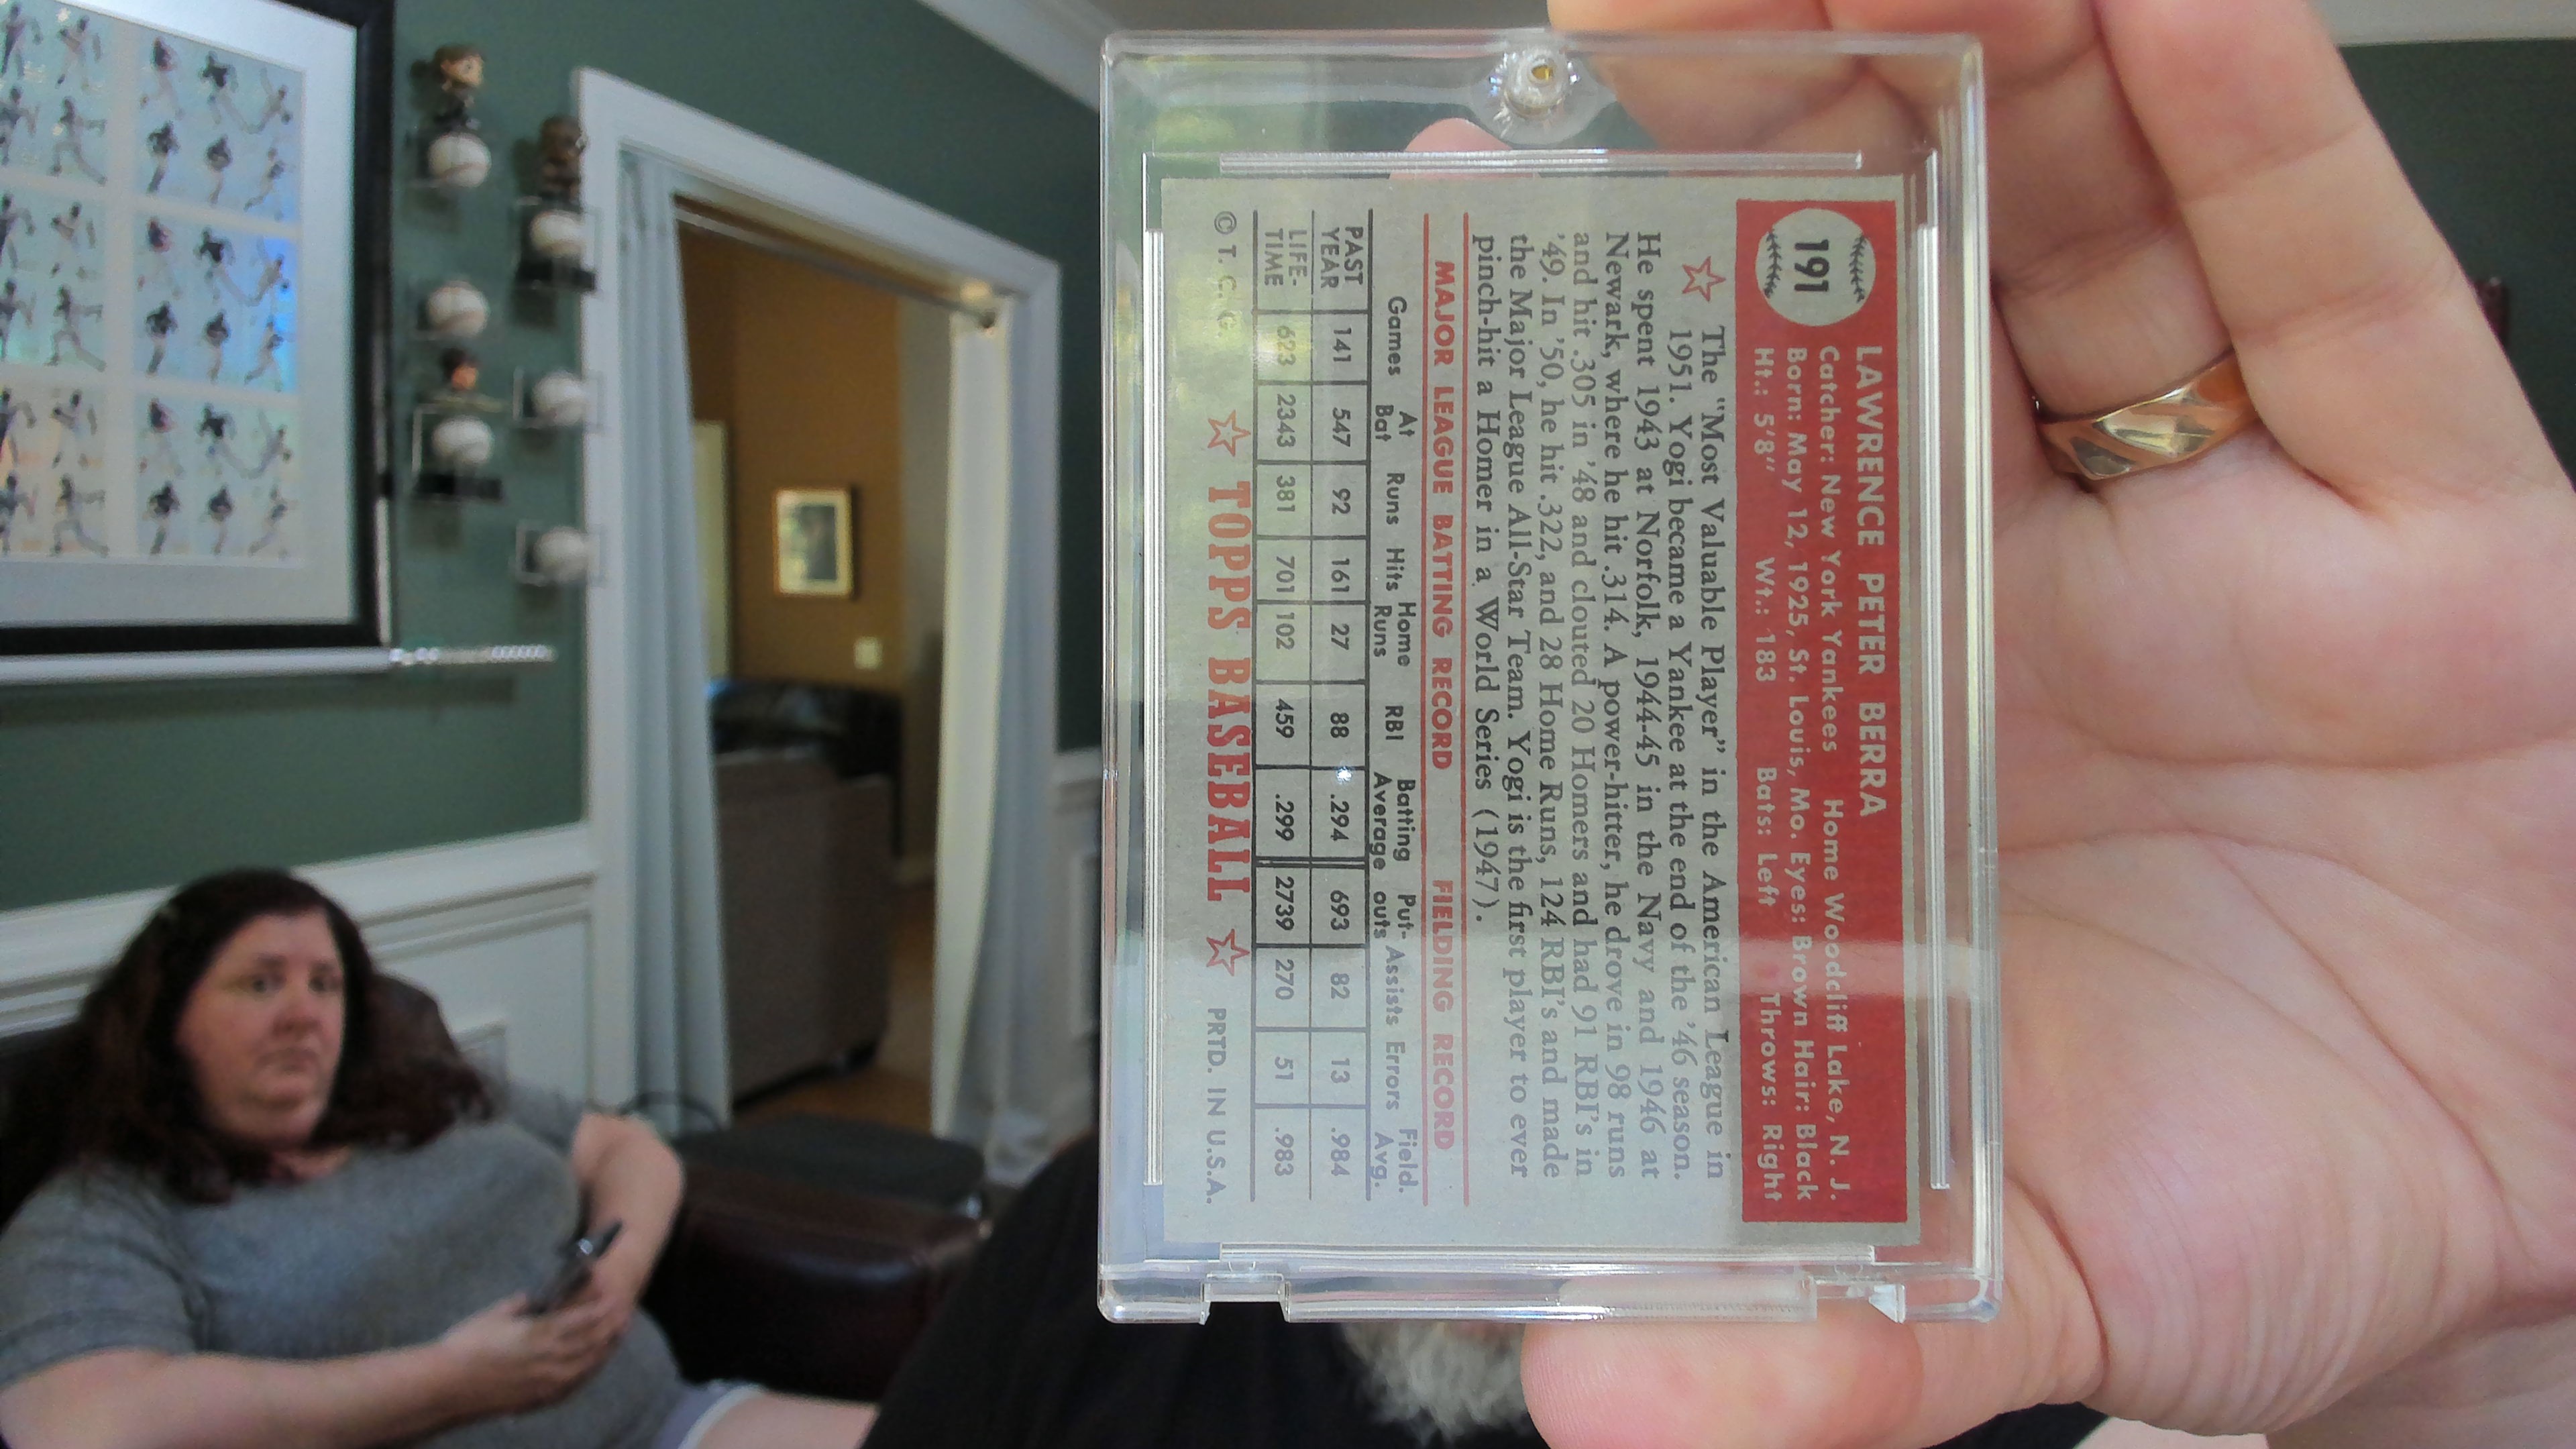 191
LAWRENCE PETER BERRA
Catcher: New York Yankees Home Woodcliff Lake, N. J.
Born: May 12, 1925, St. Louis, Mo. Eyes: Brown Hair: Black
Ht.: 5'8" Wt.: 183 Bats: Left Throws: Right
The "Most Valuable Player" in the American League in
1951. Yogi became a Yankee at the end of the '46 season.
He spent 1943 at Norfolk, 1944-45 in the Navy and 1946 at
Newark, where he hit .314. A power-hitter, he drove in 98 runs
and hit .305 in '48 and clouted 20 Homers and had 91 RBI's in
'49. In '50, he hit .322, and 28 Home Runs, 124 RBI's and made
the Major League All-Star Team. Yogi is the first player to ever
pinch-hit a Homer in a World Series (1947).
MAJOR LEAGUE BATTING RECORD FIELDING RECORD
Games At Bat Runs Hits Home Runs RBI Batting Average Put-outs Assists Errors Field. Avg.
PAST YEAR 141 547 92 161 27 88 .294 693 82 13 .984
LIFE-TIME 623 2343 381 701 102 459 .299 2739 270 51 .983
© T. C. G. TOPPS BASEBALL PRTD. IN U.S.A.